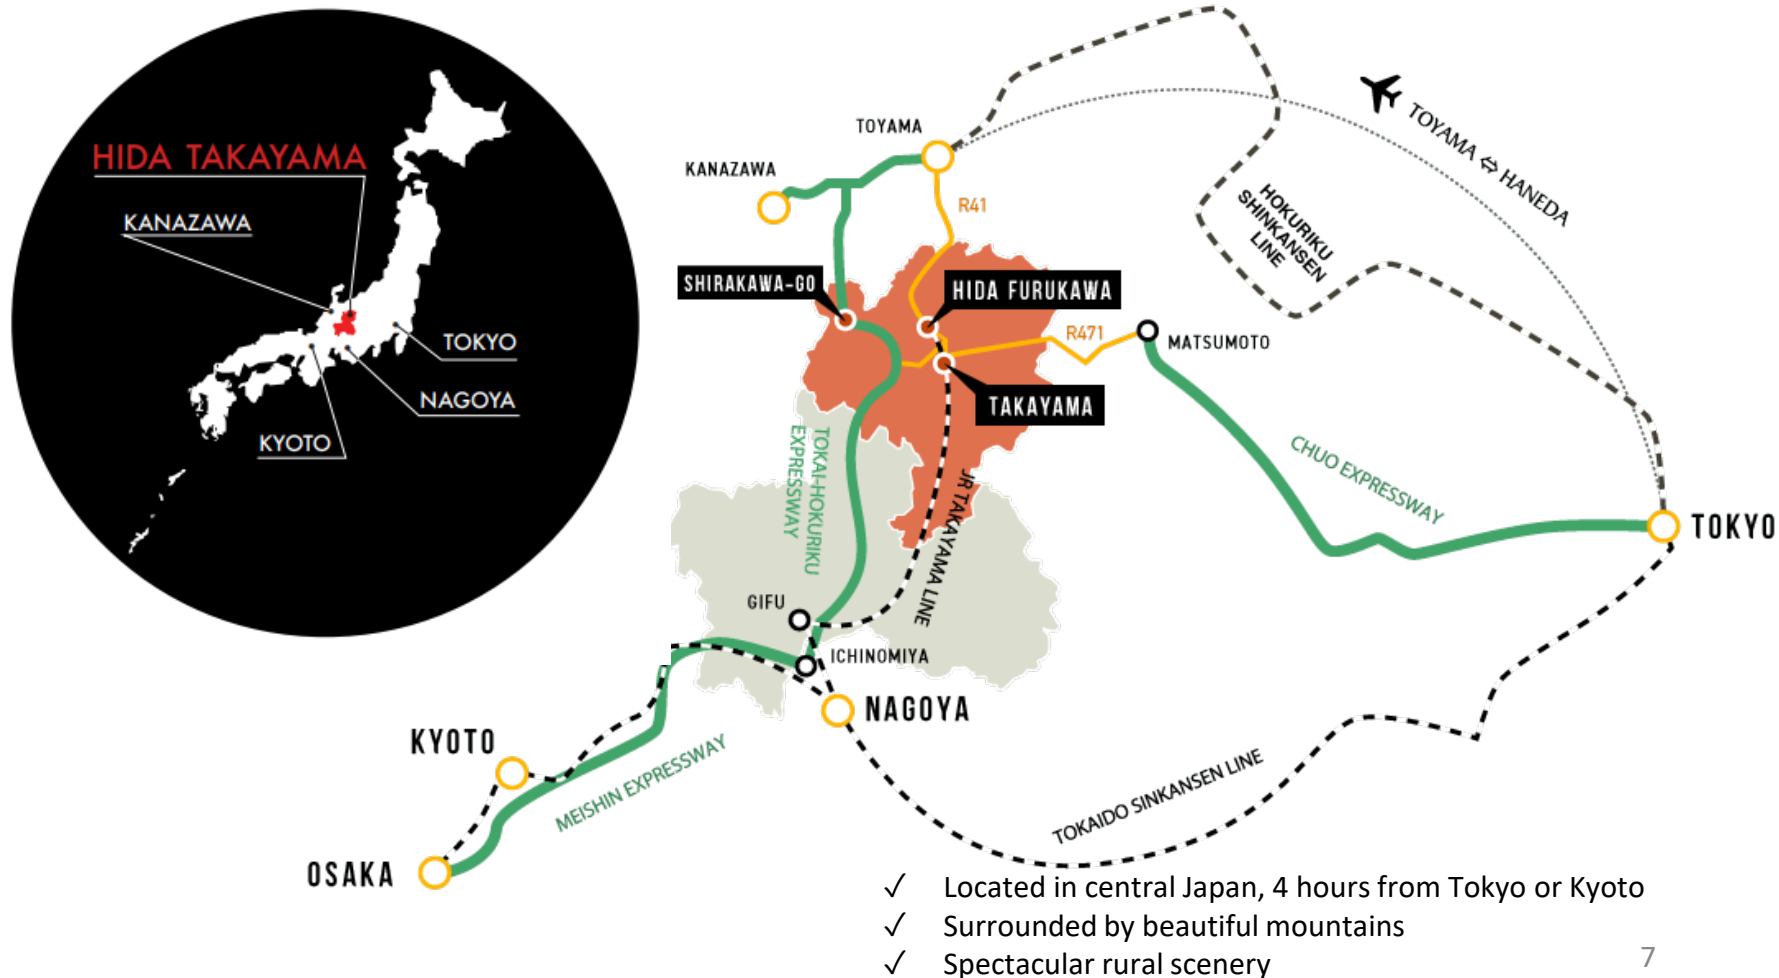 HIDA TAKAYAMA
KANAZAWA
TOKYO
NAGOYA
KYOTO
TOYAMA
KANAZAWA
R41
TOYAMA ⇔ HANEDA
HOKURIKU
SHINKANSEN
LINE
SHIRAKAWA-GO
HIDA FURUKAWA
R471
MATSUMOTO
TAKAYAMA
TOKAI-HOKURIKU
EXPRESSWAY
JR TAKAYAMA LINE
CHUO EXPRESSWAY
TOKYO
GIFU
ICHINOMIYA
NAGOYA
KYOTO
MEISHIN EXPRESSWAY
TOKAIDO SINKANSEN LINE
OSAKA
✓ Located in central Japan, 4 hours from Tokyo or Kyoto
✓ Surrounded by beautiful mountains
✓ Spectacular rural scenery
7